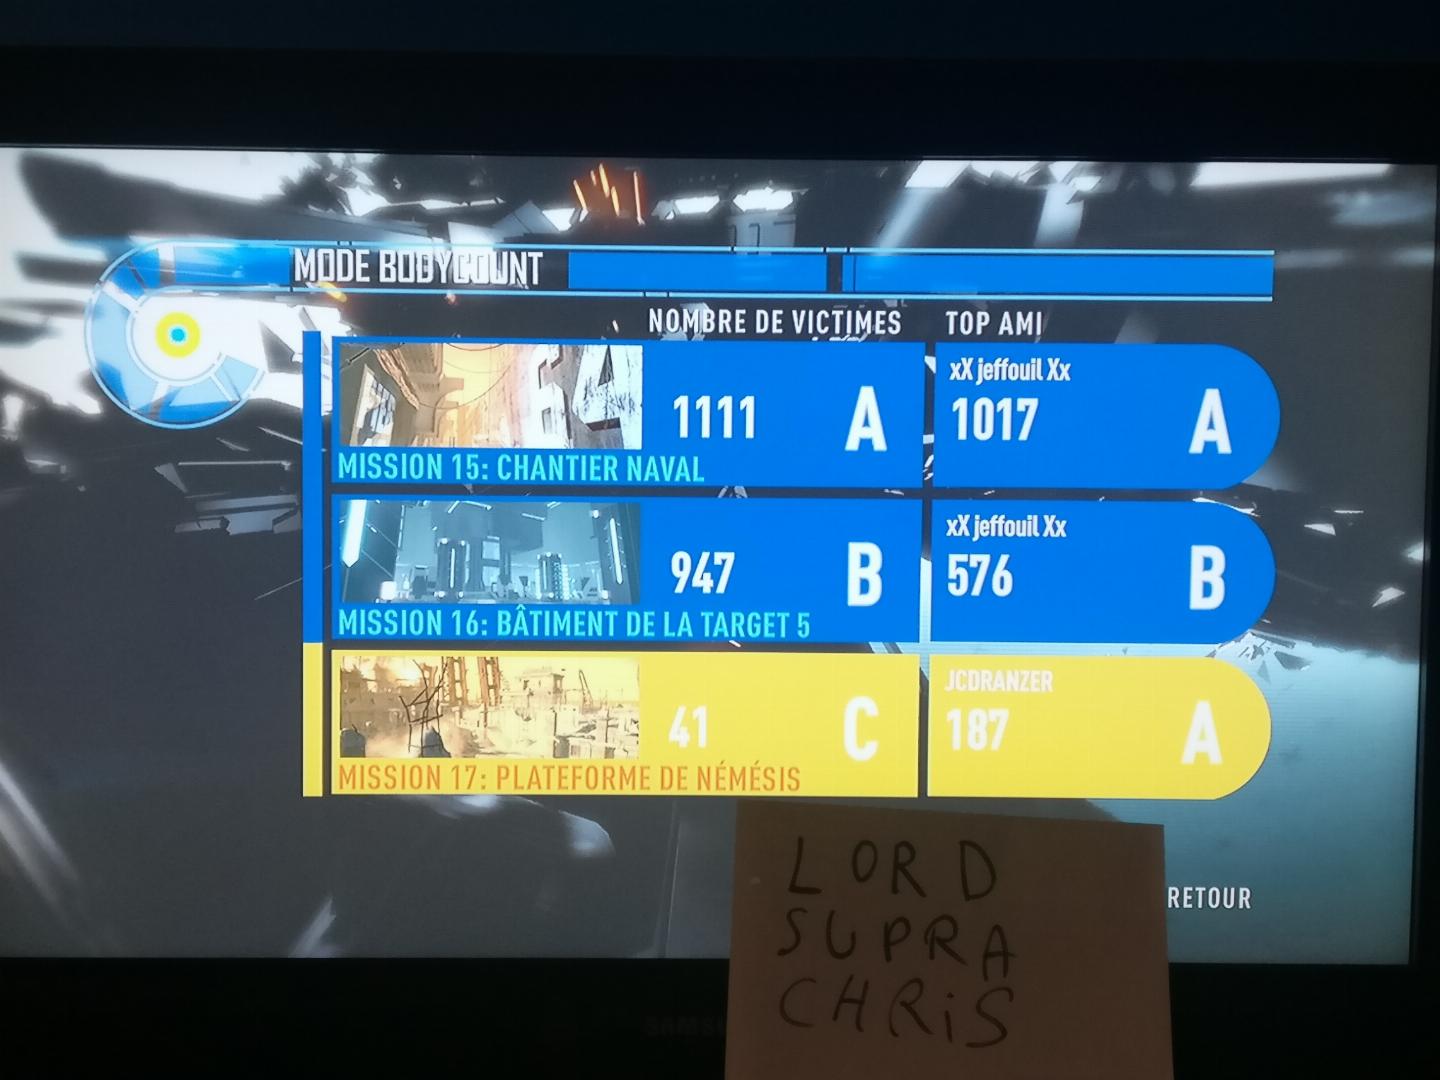 MODE BODYCOUNT
NOMBRE DE VICTIMES TOP AMI
xX jeffouil Xx
1111 A 1017 A
MISSION 15: CHANTIER NAVAL
xX jeffouil Xx
947 B 576 B
MISSION 16: BÂTIMENT DE LA TARGET 5
JCDRANZER
41 C 187 A
MISSION 17: PLATEFORME DE NÉMÉSIS
RETOUR
LORD
SUPRA
CHRiS